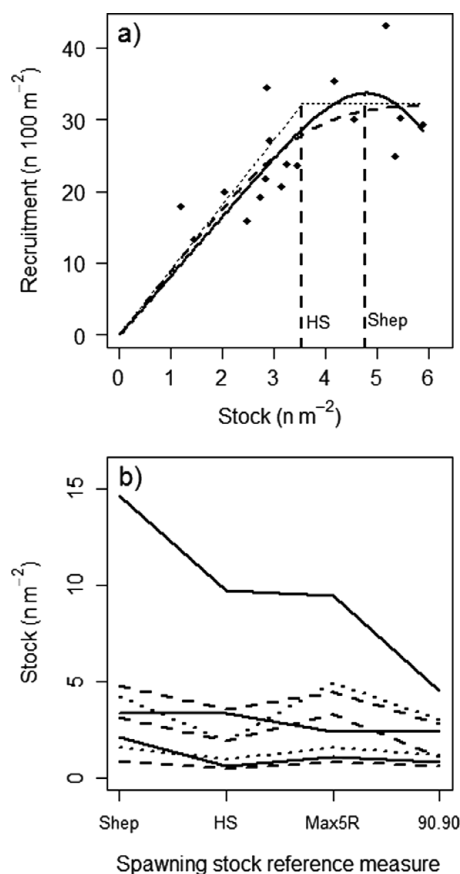 a)
Recruitment (n 100 m⁻²)
40
30
20
10
0
HS
Shep
0 1 2 3 4 5 6
Stock (n m⁻²)
b)
Stock (n m⁻²)
15
10
5
0
Shep HS Max5R 90.90
Spawning stock reference measure